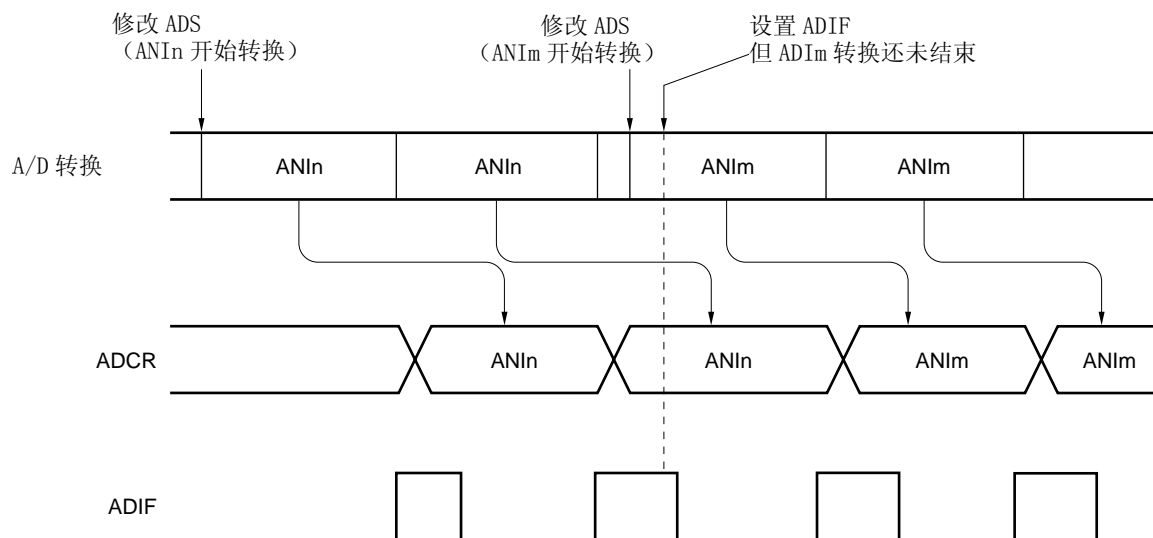 修改 ADS
（ANIn 开始转换）
修改 ADS
（ANIm 开始转换）
设置 ADIF
但 ADIm 转换还未结束
A/D 转换
ANIn
ANIn
ANIm
ANIm
ADCR
ANIn
ANIn
ANIm
ANIm
ADIF